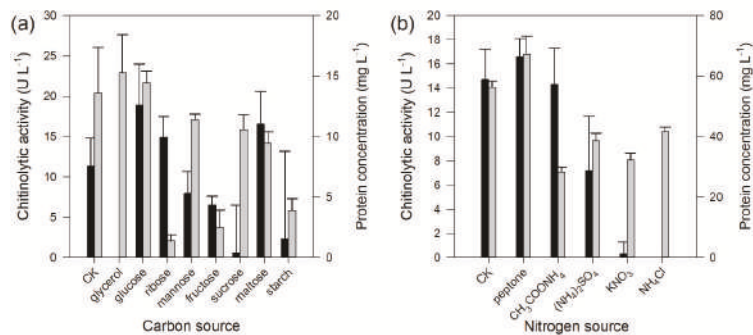 (a)
Chitinolytic activity (U L⁻¹)
30
25
20
15
10
5
0
Protein concentration (mg L⁻¹)
20
15
10
5
0
CK
glycerol
glucose
ribose
mannose
fructose
sucrose
maltose
starch
Carbon source
(b)
Chitinolytic activity (U L⁻¹)
20
18
16
14
12
10
8
6
4
2
0
Protein concentration (mg L⁻¹)
80
60
40
20
0
CK
peptone
CH₃COONH₄
(NH₄)₂SO₄
KNO₃
NH₄Cl
Nitrogen source